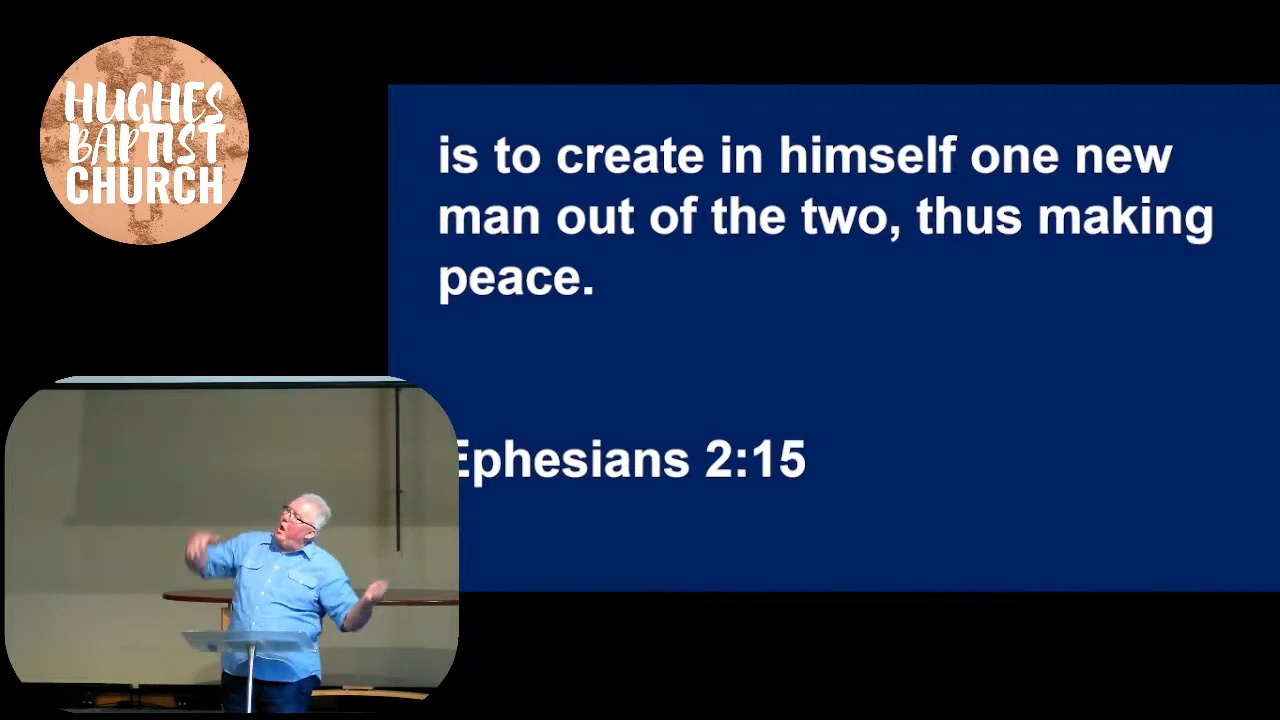 HUGHES
BAPTIST
CHURCH
is to create in himself one new
man out of the two, thus making
peace.
Ephesians 2:15